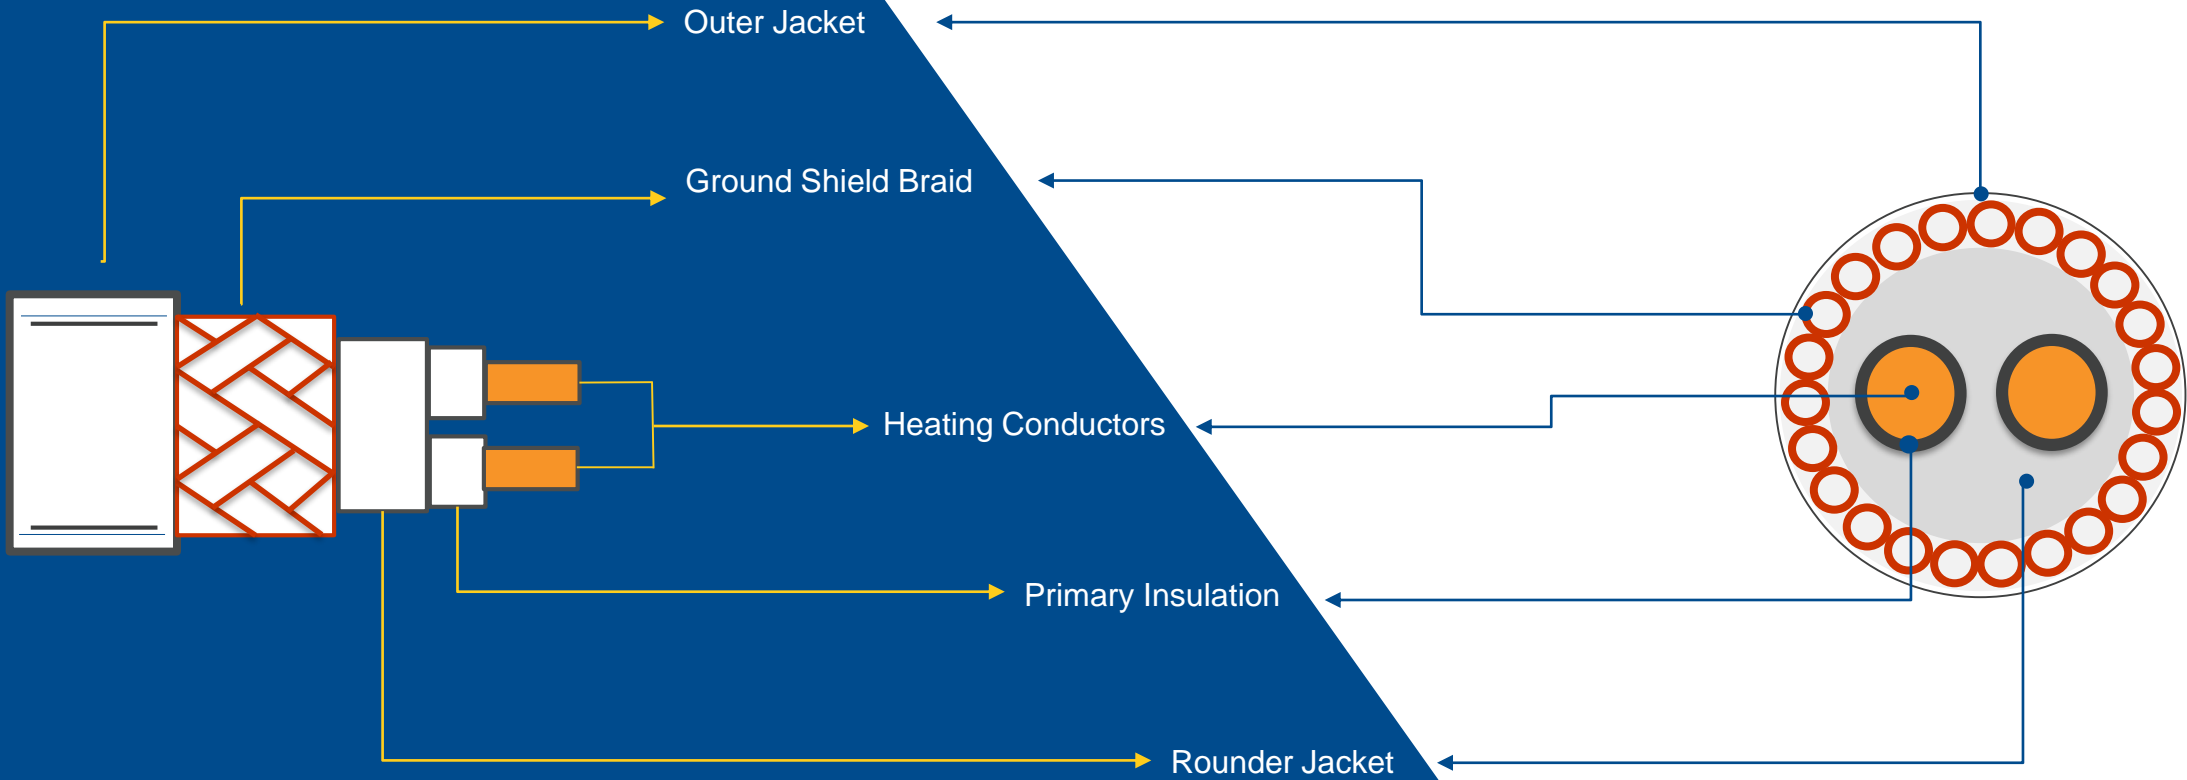 Outer Jacket
Ground Shield Braid
Heating Conductors
Primary Insulation
Rounder Jacket